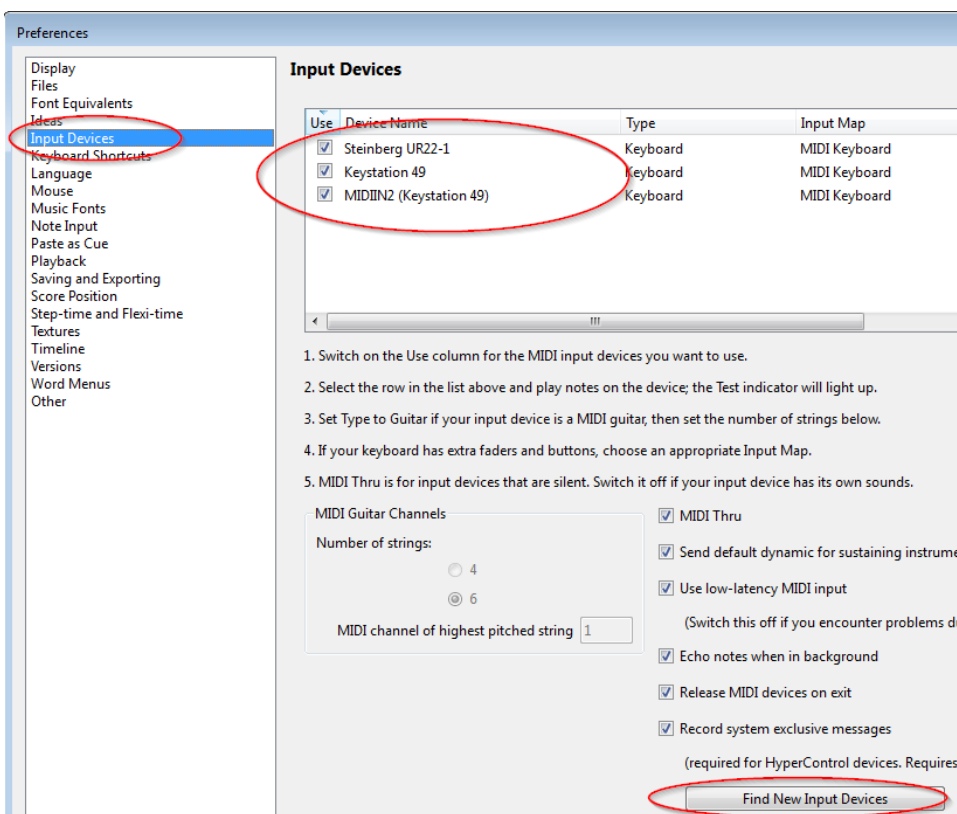 Preferences
Display
Files
Font Equivalents
Ideas
Input Devices
Keyboard Shortcuts
Language
Mouse
Music Fonts
Note Input
Paste as Cue
Playback
Saving and Exporting
Score Position
Step-time and Flexi-time
Textures
Timeline
Versions
Word Menus
Other
Input Devices
Use Device Name Type Input Map
Steinberg UR22-1 Keyboard MIDI Keyboard
Keystation 49 Keyboard MIDI Keyboard
MIDIIN2 (Keystation 49) Keyboard MIDI Keyboard
1. Switch on the Use column for the MIDI input devices you want to use.
2. Select the row in the list above and play notes on the device; the Test indicator will light up.
3. Set Type to Guitar if your input device is a MIDI guitar, then set the number of strings below.
4. If your keyboard has extra faders and buttons, choose an appropriate Input Map.
5. MIDI Thru is for input devices that are silent. Switch it off if your input device has its own sounds.
MIDI Guitar Channels
Number of strings:
4
6
MIDI channel of highest pitched string 1
MIDI Thru
Send default dynamic for sustaining instrume
Use low-latency MIDI input
(Switch this off if you encounter problems d
Echo notes when in background
Release MIDI devices on exit
Record system exclusive messages
(required for HyperControl devices. Requires
Find New Input Devices